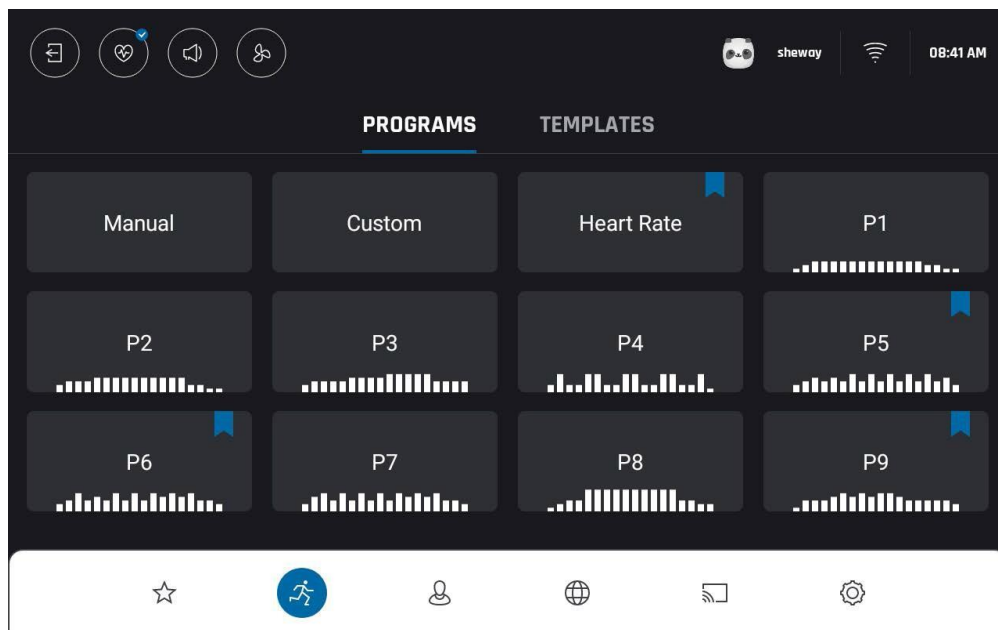 sheway 08:41 AM
PROGRAMS TEMPLATES
Manual Custom Heart Rate P1
P2 P3 P4 P5
P6 P7 P8 P9